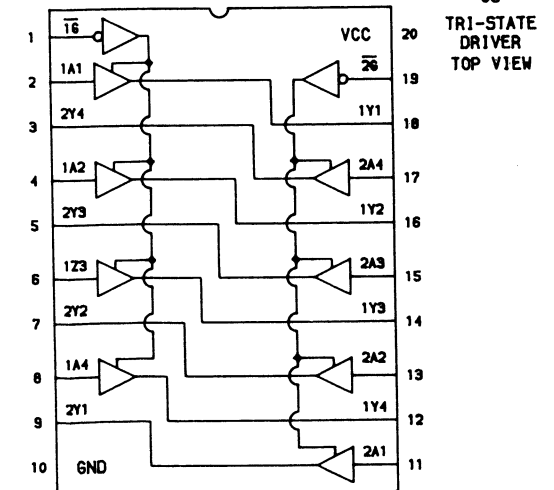 TRI-STATE
DRIVER
TOP VIEW
1 1G VCC 20
2 1A1 2G 19
3 2Y4 1Y1 18
4 1A2 2A4 17
5 2Y3 1Y2 16
6 1Z3 2A3 15
7 2Y2 1Y3 14
8 1A4 2A2 13
9 2Y1 1Y4 12
10 GND 2A1 11